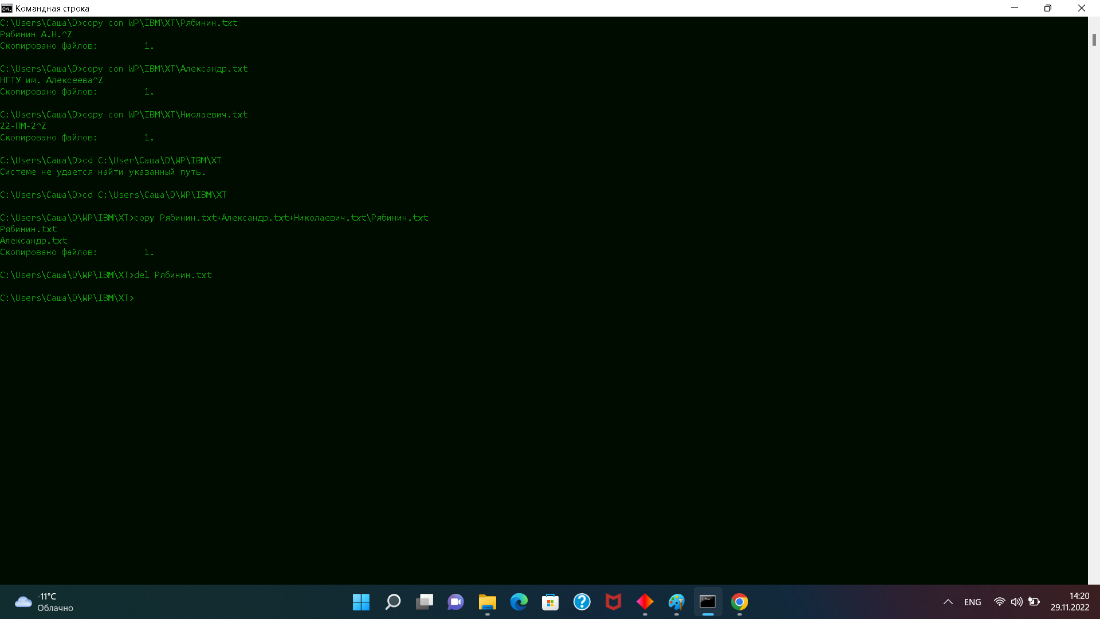 Командная строка
C:\Users\Саша\D>copy con WP\IBM\XT\Рябинин.txt
Рябинин А.Н.^Z
Скопировано файлов: 1.
C:\Users\Саша\D>copy con WP\IBM\XT\Александр.txt
НГТУ им. Алексеева^Z
Скопировано файлов: 1.
C:\Users\Саша\D>copy con WP\IBM\XT\Ниолаевич.txt
22-ПМ-2^Z
Скопировано файлов: 1.
C:\Users\Саша\D>cd C:\User\Саша\D\WP\IBM\XT
Системе не удается найти указанный путь.
C:\Users\Саша\D>cd C:\Users\Саша\D\WP\IBM\XT
C:\Users\Саша\D\WP\IBM\XT>copy Рябинин.txt+Александр.txt+Николаевич.txt\Рябинин.txt
Рябинин.txt
Александр.txt
Скопировано файлов: 1.
C:\Users\Саша\D\WP\IBM\XT>del Рябинин.txt
C:\Users\Саша\D\WP\IBM\XT>
-11°C
Облачно
ENG
14:20
29.11.2022